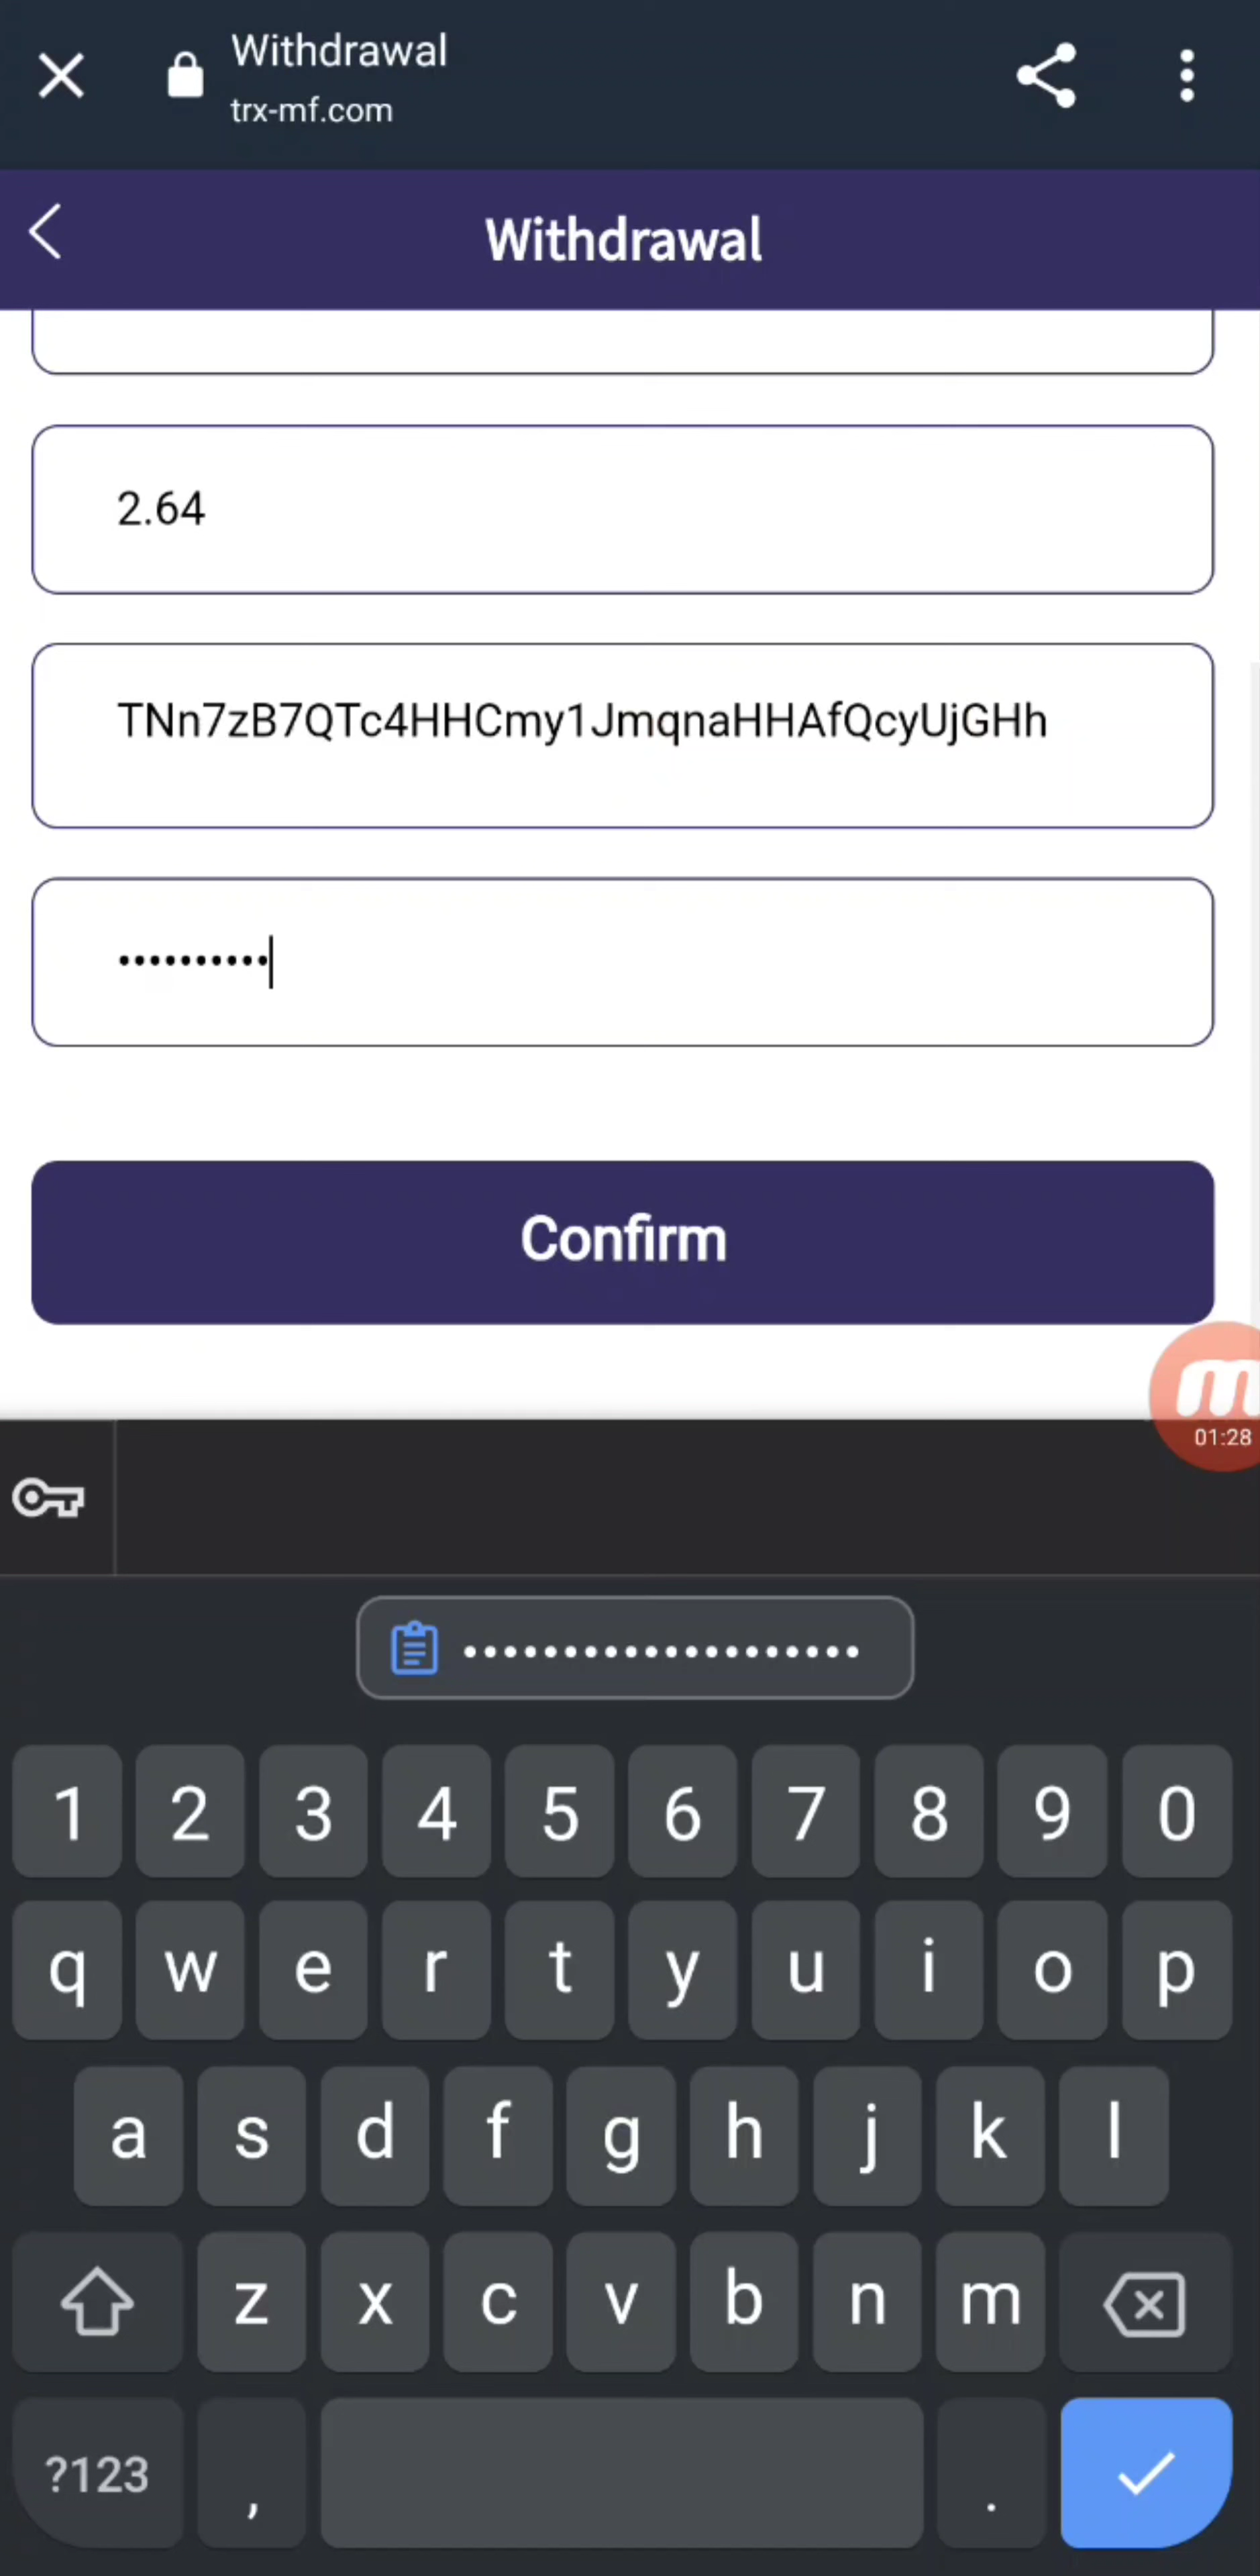 Withdrawal
trx-mf.com
Withdrawal
2.64
TNn7zB7QTc4HHCmy1JmqnaHHAfQcyUjGHh
••••••••••
Confirm
01:28
••••••••••••••••••••
1 2 3 4 5 6 7 8 9 0
q w e r t y u i o p
a s d f g h j k l
z x c v b n m
?123 , .